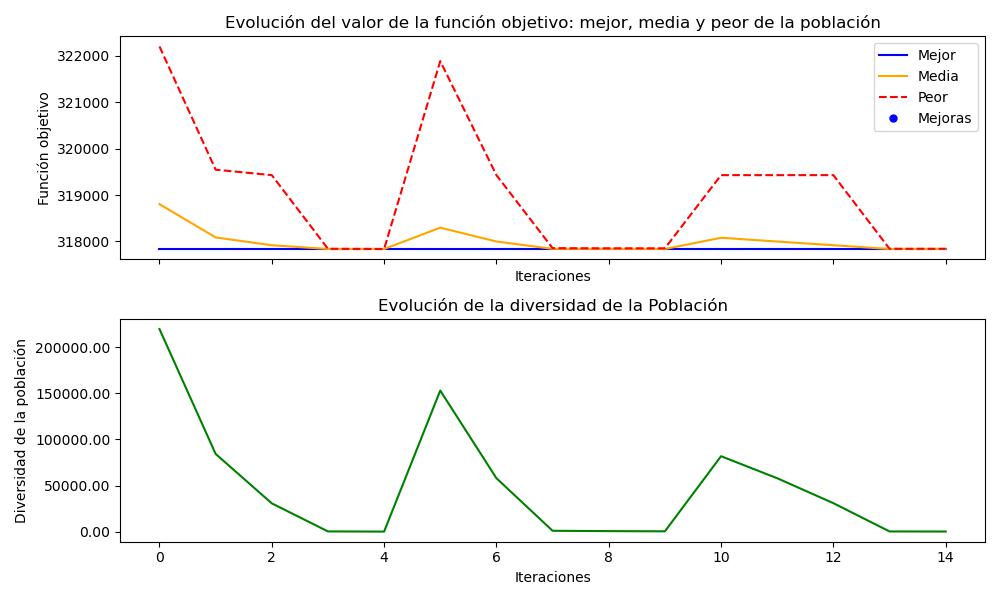 Evolución del valor de la función objetivo: mejor, media y peor de la población
322000
321000
320000
319000
318000
Función objetivo
Mejor
Media
Peor
Mejoras
Iteraciones
Evolución de la diversidad de la Población
200000.00
150000.00
100000.00
50000.00
0.00
Diversidad de la población
0 2 4 6 8 10 12 14
Iteraciones